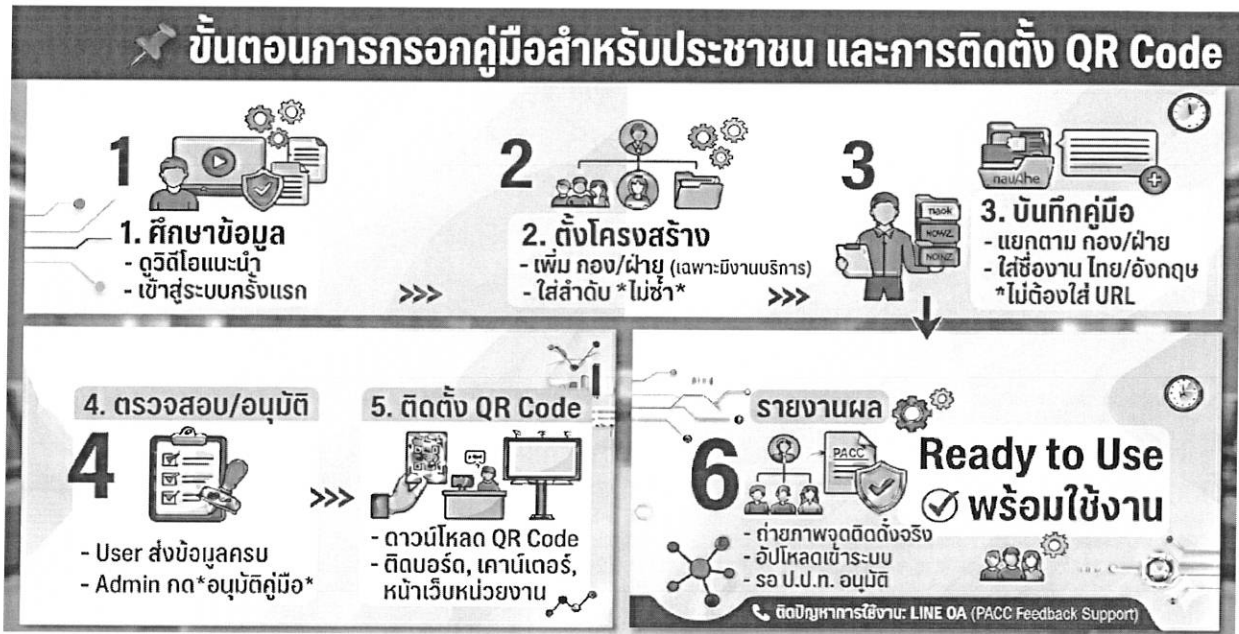 ขั้นตอนการกรอกคู่มือสำหรับประชาชน และการติดตั้ง QR Code
1
1. ศึกษาข้อมูล
- ดูวิดีโอแนะนำ
- เข้าสู่ระบบครั้งแรก
>>>
2
2. ตั้งโครงสร้าง
- เพิ่ม กอง/ฝ่าย (เฉพาะมีงานบริการ)
- ใส่ลำดับ *ไม่ซ้ำ*
>>>
3
3. บันทึกคู่มือ
- แยกตาม กอง/ฝ่าย
- ใส่ชื่องาน ไทย/อังกฤษ
*ไม่ต้องใส่ URL
4. ตรวจสอบ/อนุมัติ
4
- User ส่งข้อมูลครบ
- Admin กด*อนุมัติคู่มือ*
>>>
5. ติดตั้ง QR Code
- ดาวน์โหลด QR Code
- ติดบอร์ด, เคาน์เตอร์,
หน้าเว็บหน่วยงาน
รายงานผล
6
PACC
- ถ่ายภาพจุดติดตั้งจริง
- อัปโหลดเข้าระบบ
- รอ ป.ป.ท. อนุมัติ
Ready to Use
พร้อมใช้งาน
ติดปัญหาการใช้งาน: LINE OA (PACC Feedback Support)